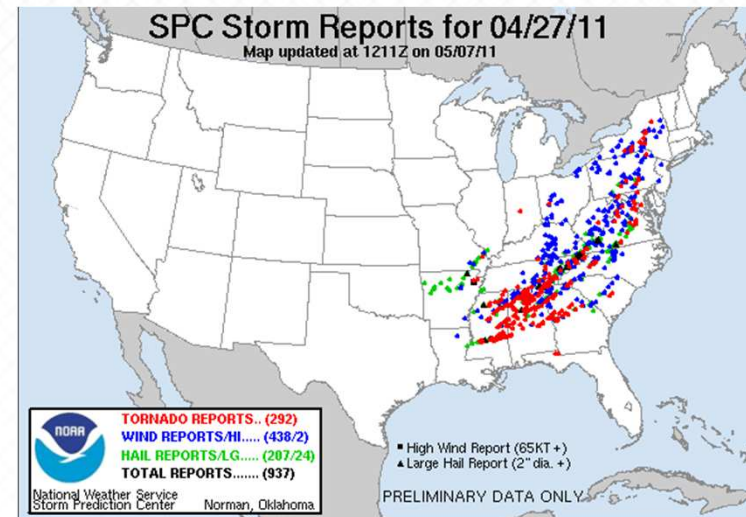 SPC Storm Reports for 04/27/11
Map updated at 1211Z on 05/07/11
NOAA
TORNADO REPORTS.. (292)
WIND REPORTS/HI..... (438/2)
HAIL REPORTS/LG..... (207/24)
TOTAL REPORTS....... (937)
National Weather Service
Storm Prediction Center Norman, Oklahoma
High Wind Report (65KT +)
Large Hail Report (2" dia. +)
PRELIMINARY DATA ONLY